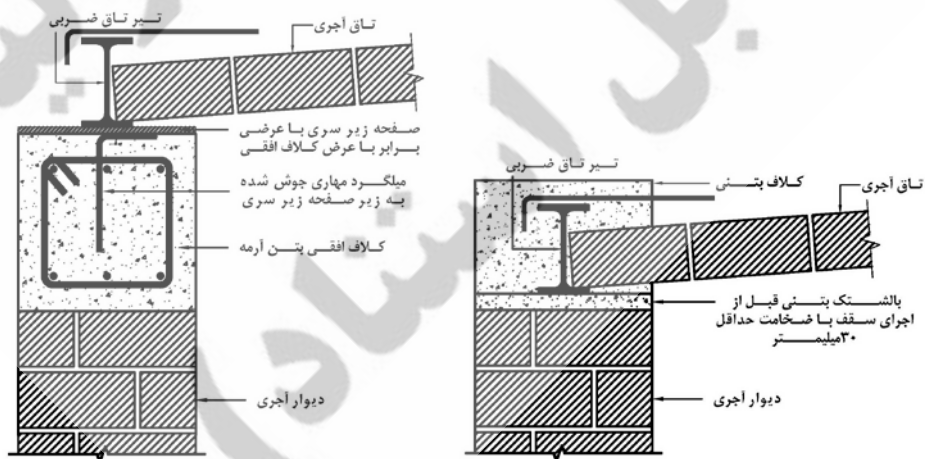 تیر تاق ضربی
تاق آجری
صفحه زیر سری با عرضی
برابر با عرض کلاف افقی
میلگرد مهاری جوش شده
به زیر صفحه زیر سری
کلاف افقی بتن آرمه
دیوار آجری
تیر تاق ضربی
کلاف بتنی
تاق آجری
بالشتک بتنی قبل از
اجرای سقف با ضخامت حداقل
۳۰میلیمتر
دیوار آجری